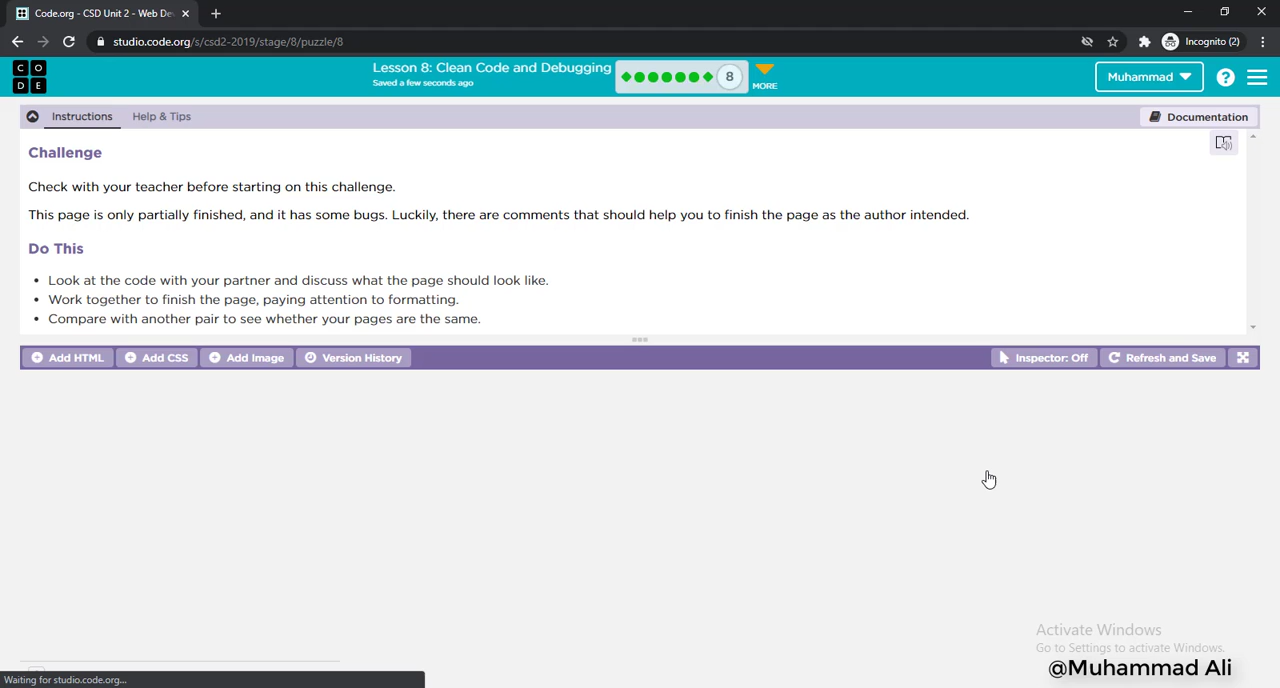 Code.org - CSD Unit 2 - Web De
studio.code.org/s/csd2-2019/stage/8/puzzle/8
Incognito (2)
C O
D E
Lesson 8: Clean Code and Debugging
Saved a few seconds ago
8
MORE
Muhammad
?
Instructions
Help & Tips
Documentation
Challenge
Check with your teacher before starting on this challenge.
This page is only partially finished, and it has some bugs. Luckily, there are comments that should help you to finish the page as the author intended.
Do This
• Look at the code with your partner and discuss what the page should look like.
• Work together to finish the page, paying attention to formatting.
• Compare with another pair to see whether your pages are the same.
Add HTML
Add CSS
Add Image
Version History
Inspector: Off
Refresh and Save
Activate Windows
Go to Settings to activate Windows.
@Muhammad Ali
Waiting for studio.code.org...